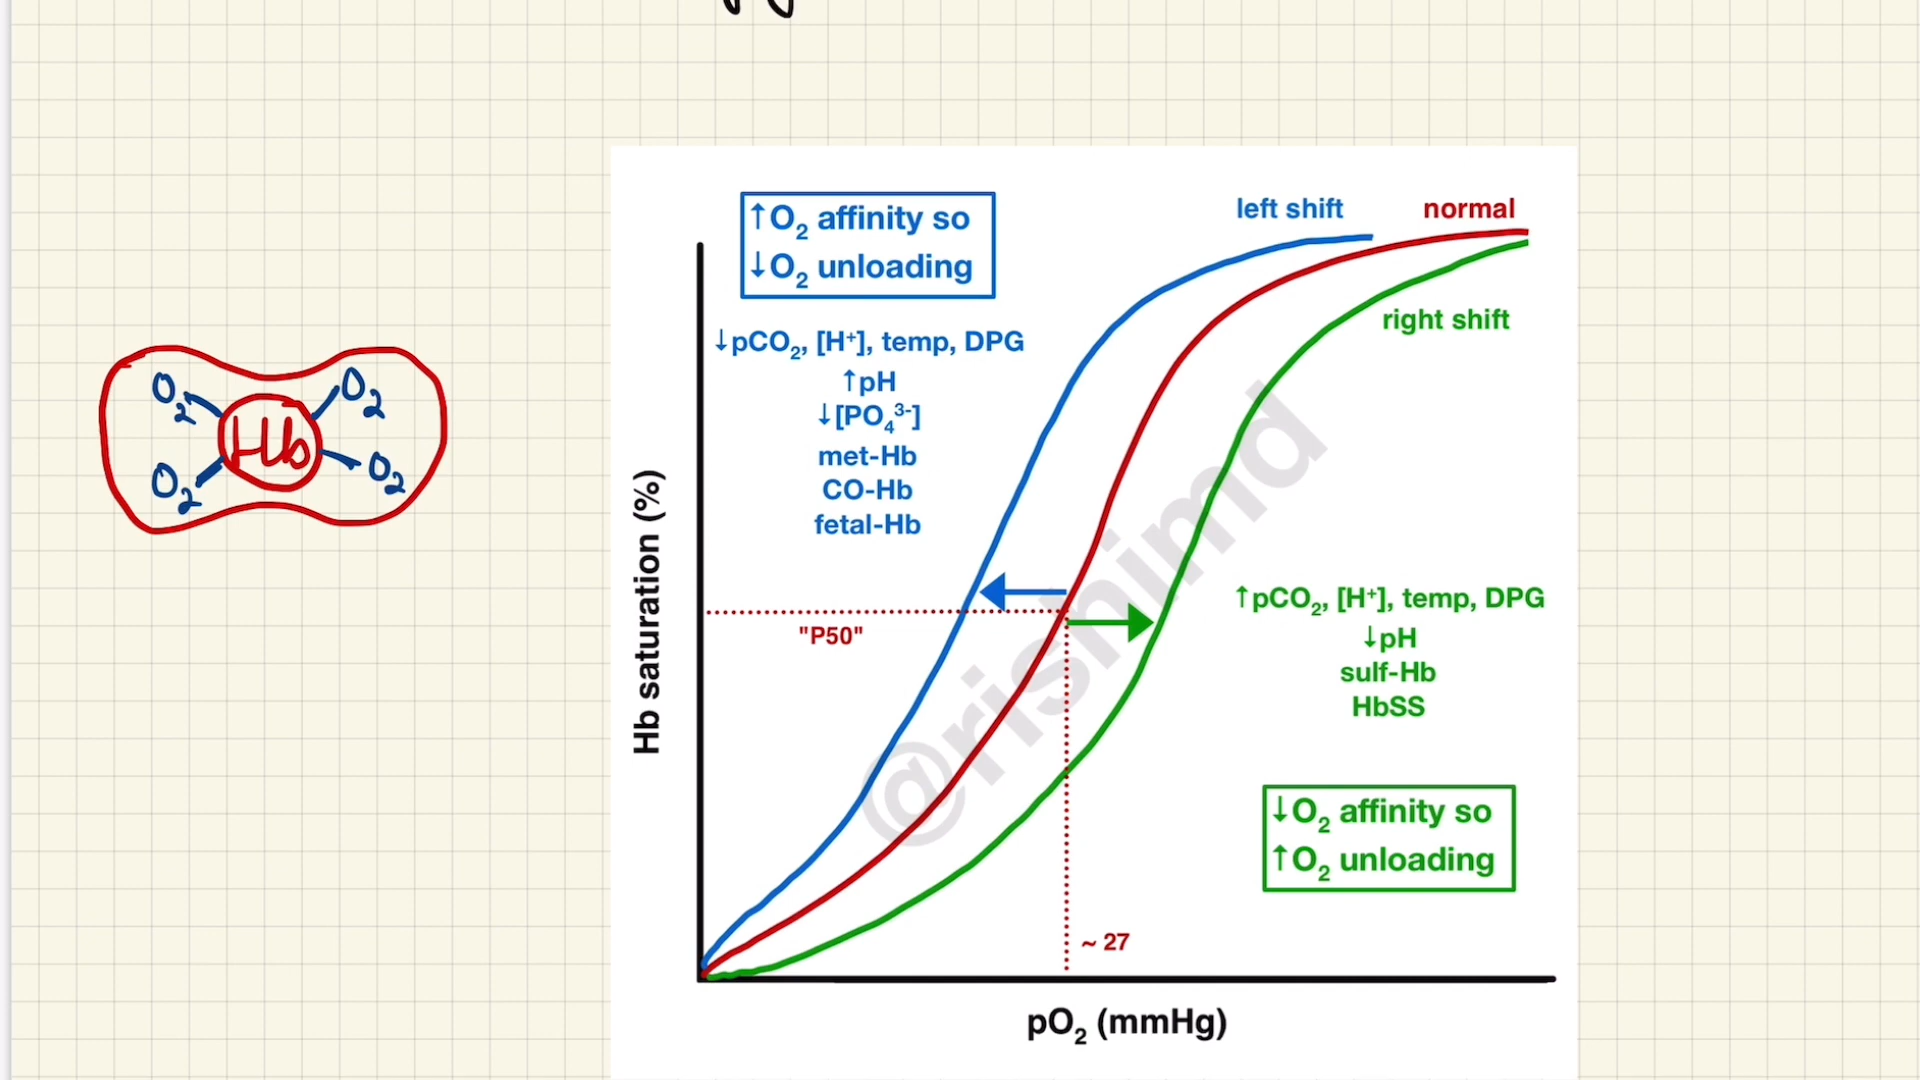 O2 O2
Hb
O2 O2
↑O2 affinity so
↓O2 unloading
left shift
normal
↓pCO2, [H+], temp, DPG
↑pH
↓[PO4 3-]
met-Hb
CO-Hb
fetal-Hb
right shift
Hb saturation (%)
"P50"
↑pCO2, [H+], temp, DPG
↓pH
sulf-Hb
HbSS
↓O2 affinity so
↑O2 unloading
~ 27
pO2 (mmHg)
@rishimd